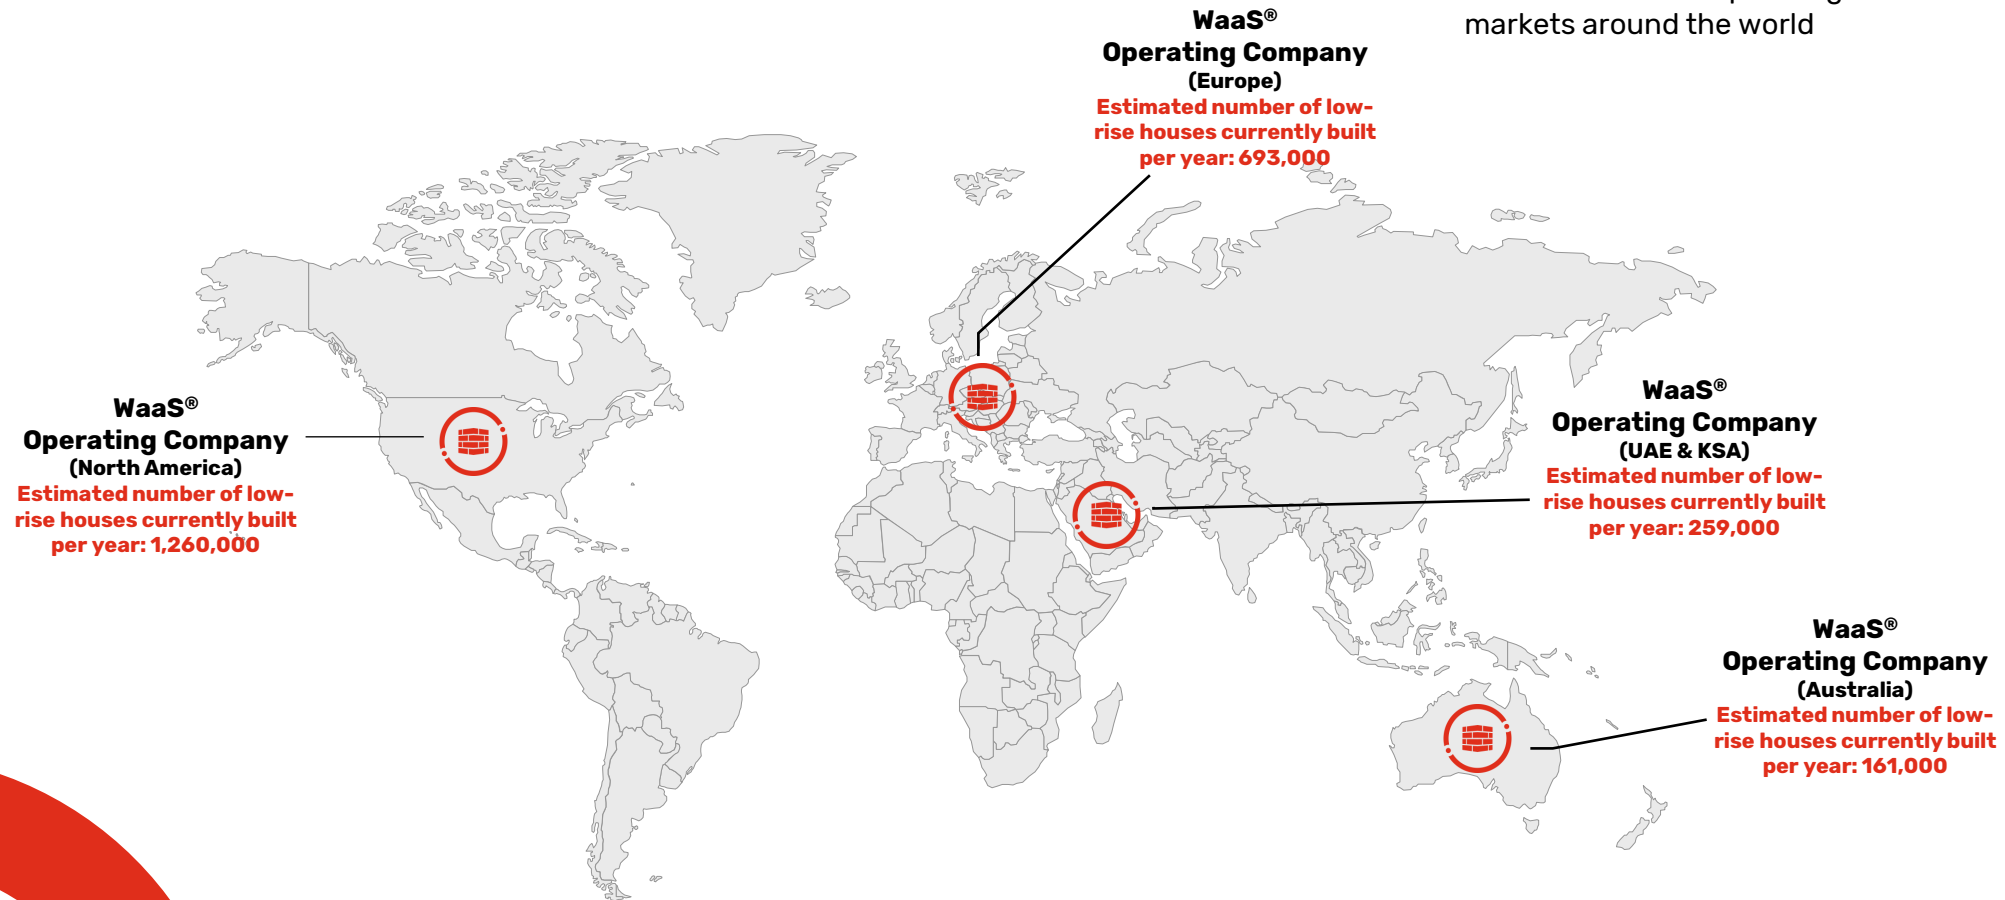 markets around the world
WaaS®
Operating Company
(Europe)
Estimated number of low-
rise houses currently built
per year: 693,000
WaaS®
Operating Company
(North America)
Estimated number of low-
rise houses currently built
per year: 1,260,000
WaaS®
Operating Company
(UAE & KSA)
Estimated number of low-
rise houses currently built
per year: 259,000
WaaS®
Operating Company
(Australia)
Estimated number of low-
rise houses currently built
per year: 161,000